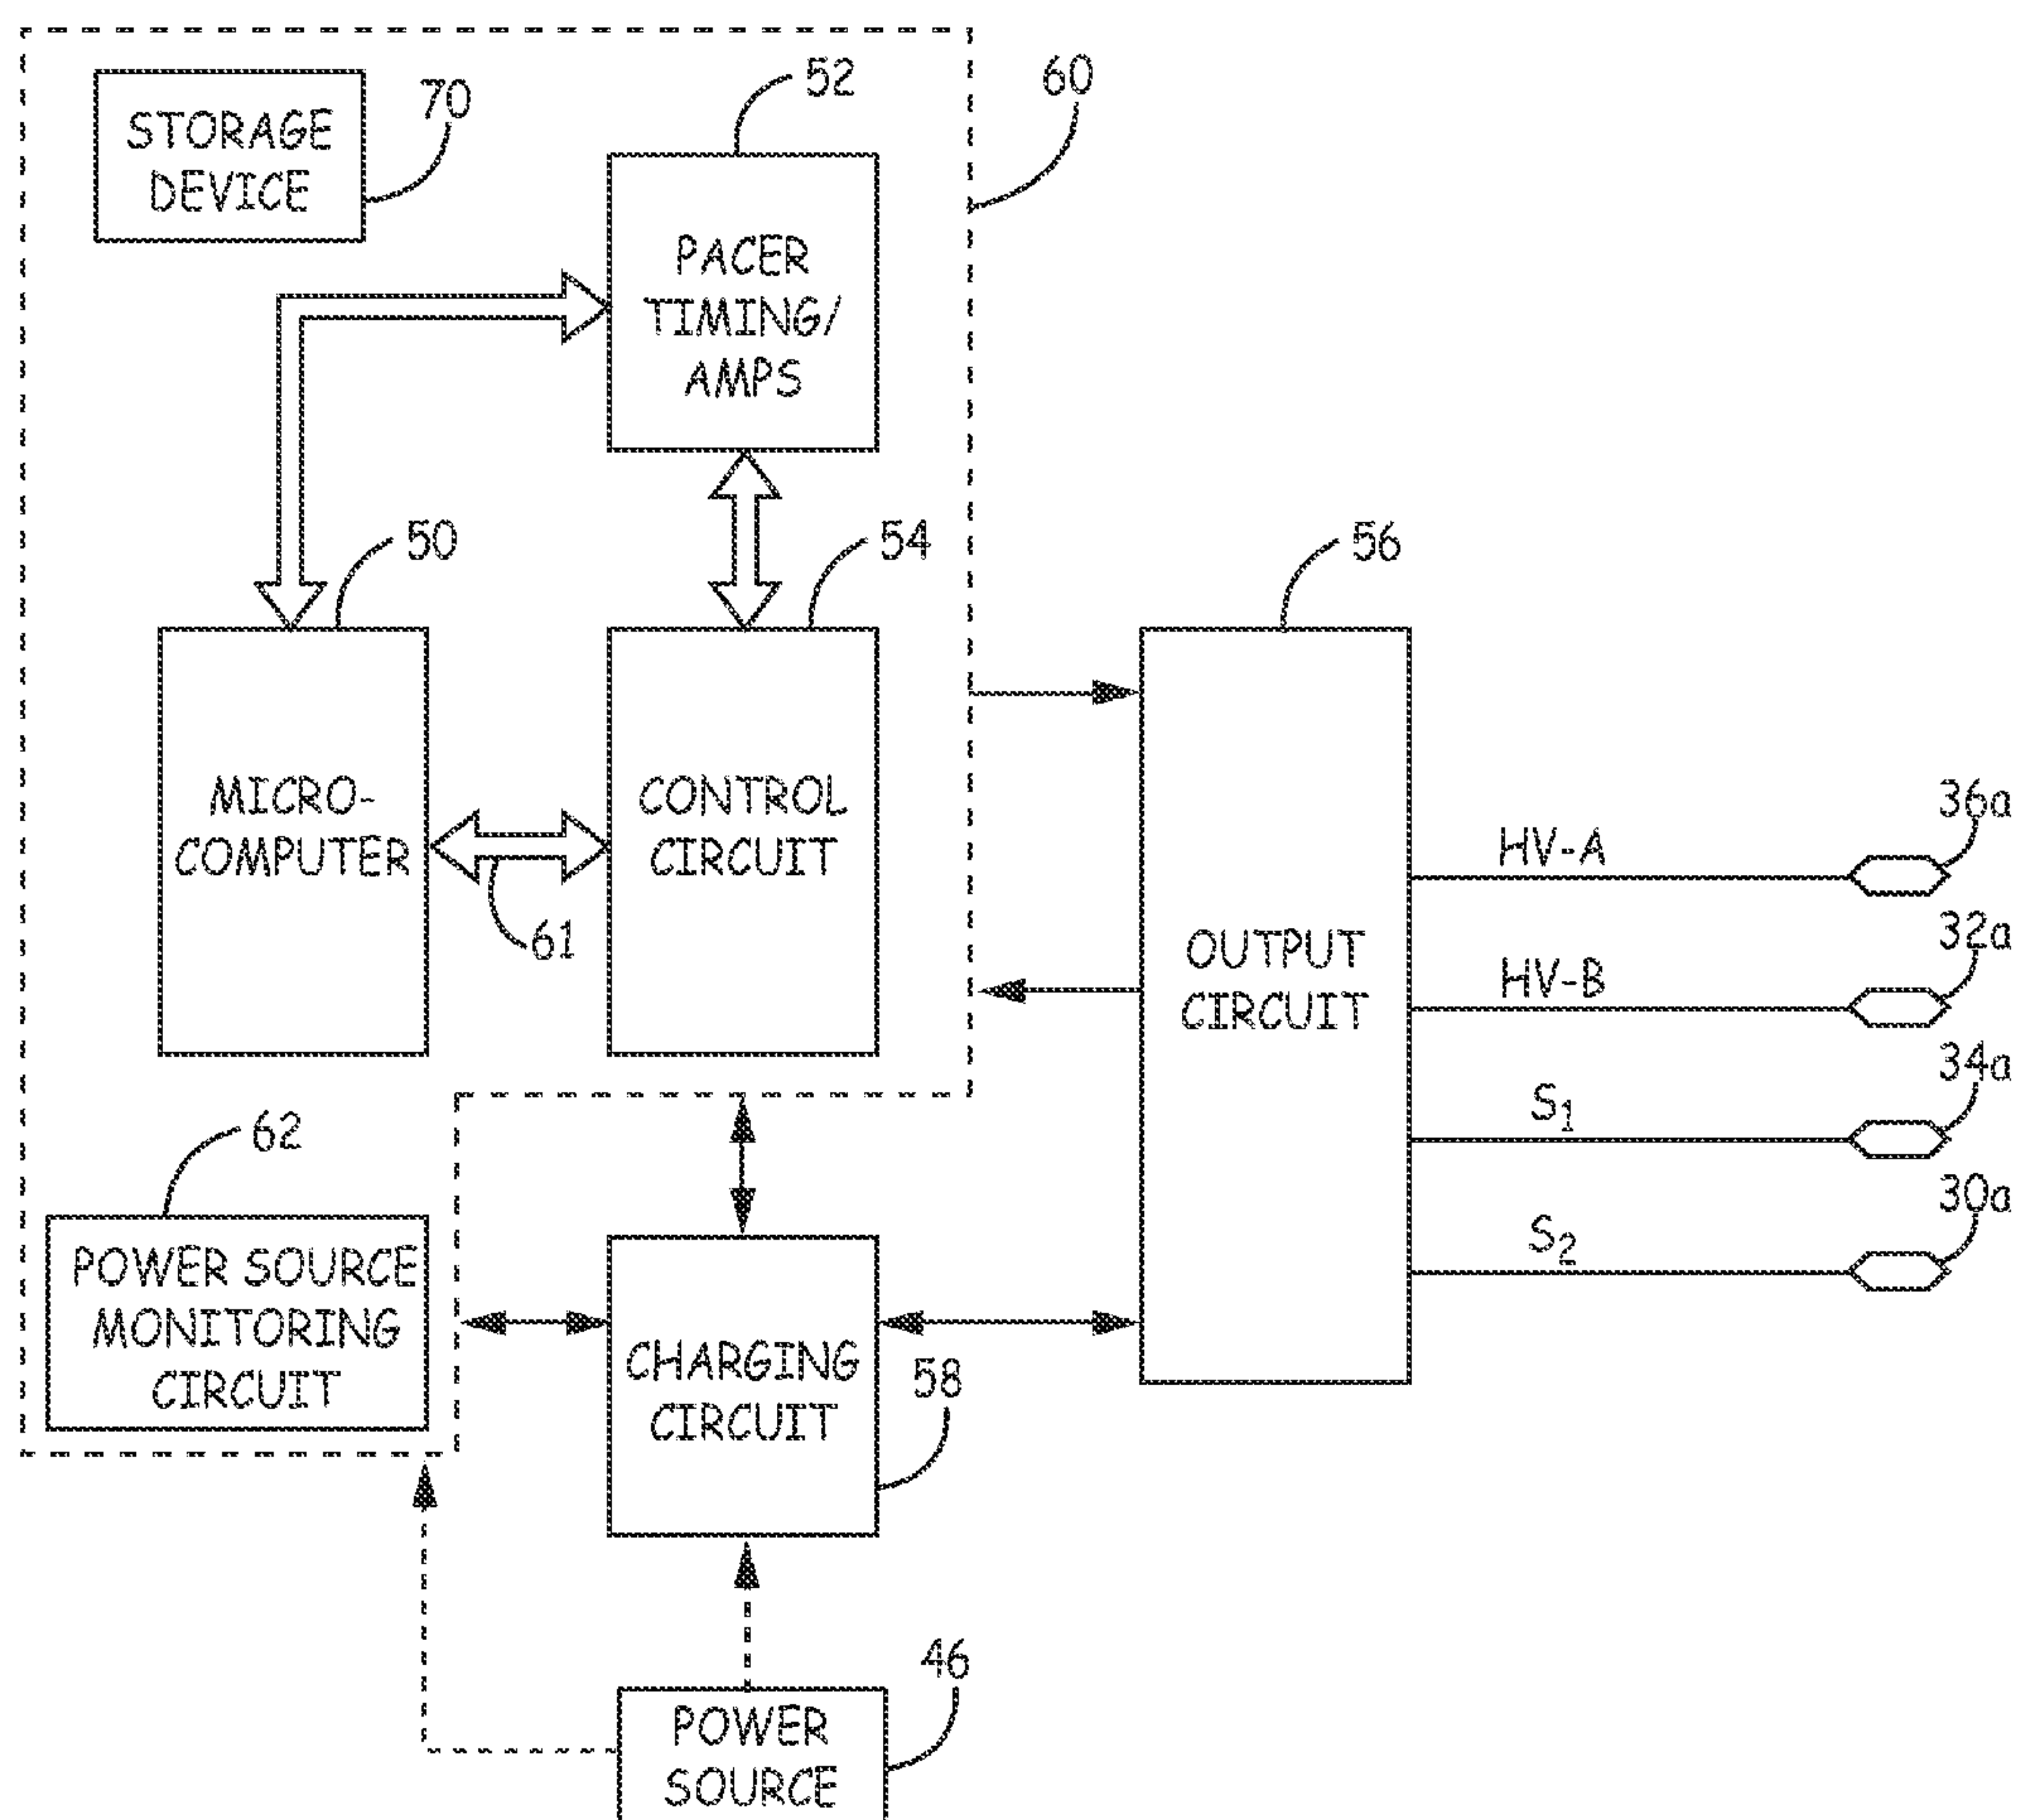 STORAGE
DEVICE
70
52
60
PACER
TIMING/
AMPS
50
54
56
MICRO-
COMPUTER
CONTROL
CIRCUIT
61
OUTPUT
CIRCUIT
HV-A
36a
HV-B
32a
S1
34a
S2
30a
62
POWER SOURCE
MONITORING
CIRCUIT
CHARGING
CIRCUIT
58
46
POWER
SOURCE